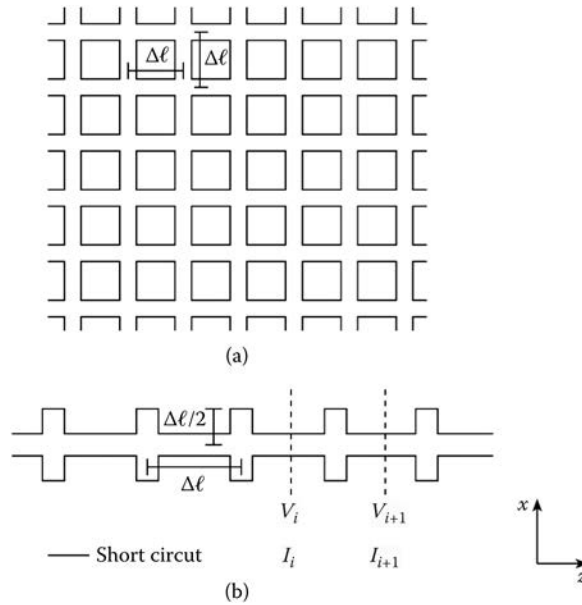 Δℓ
Δℓ
(a)
Δℓ/2
Δℓ
V_i V_{i+1}
Short circut I_i I_{i+1}
x
z
(b)